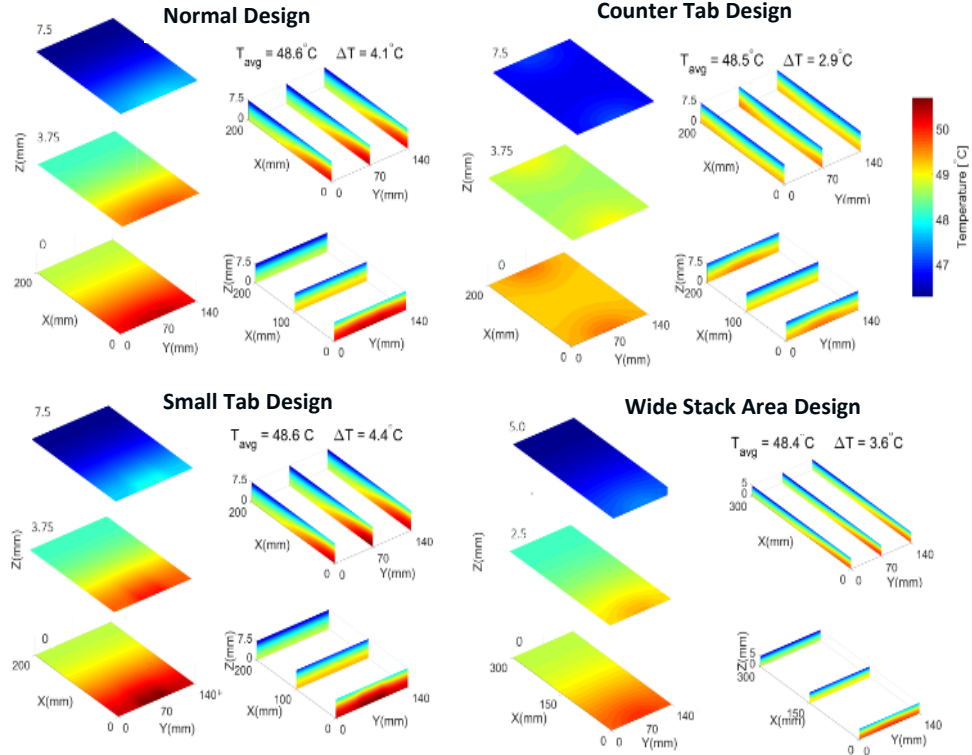 Normal Design
7.5
T_avg = 48.6°C ΔT = 4.1°C
7.5
0
200
X(mm)
0 0
70
Y(mm)
140
Z(mm)
3.75
0
200
X(mm)
0 0
70
140
Y(mm)
Z(mm)
7.5
0
200
100
X(mm)
0 0
70
140
Y(mm)
Counter Tab Design
7.5
T_avg = 48.5°C ΔT = 2.9°C
7.5
0
200
X(mm)
0 0
70
Y(mm)
140
Z(mm)
3.75
0
200
X(mm)
0 0
70
140
Y(mm)
Z(mm)
7.5
0
200
100
X(mm)
0 0
70
140
Y(mm)
50
49
48
47
Temperature [°C]
Small Tab Design
7.5
T_avg = 48.6 C ΔT = 4.4°C
7.5
0
200
X(mm)
0 0
70
Y(mm)
140
Z(mm)
3.75
0
200
X(mm)
0 0
70
140
Y(mm)
Z(mm)
7.5
0
200
100
X(mm)
0 0
70
140
Y(mm)
Wide Stack Area Design
5.0
T_avg = 48.4°C ΔT = 3.6°C
5
0
300
X(mm)
0 0
70
Y(mm)
140
Z(mm)
2.5
0
300
150
X(mm)
0 0
70
140
Y(mm)
Z(mm)
5
0
300
150
X(mm)
0 0
70
140
Y(mm)